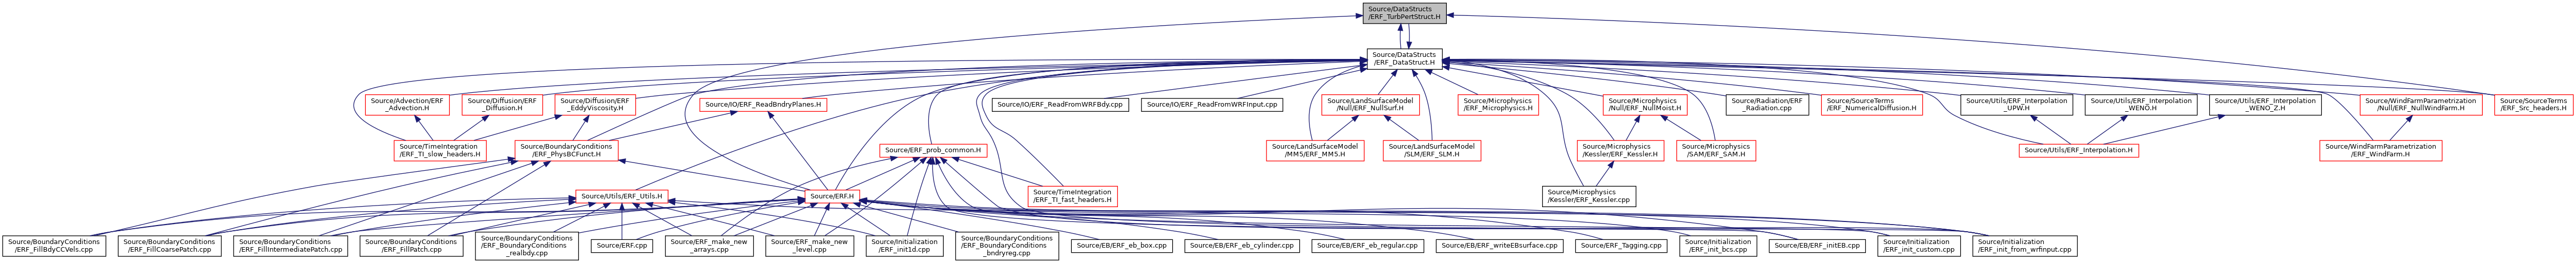 Source/DataStructs
/ERF_TurbPertStruct.H
Source/DataStructs
/ERF_DataStruct.H
Source/Advection/ERF
_Advection.H
Source/Diffusion/ERF
_Diffusion.H
Source/Diffusion/ERF
_EddyViscosity.H
Source/IO/ERF_ReadBndryPlanes.H
Source/IO/ERF_ReadFromWRFBdy.cpp
Source/IO/ERF_ReadFromWRFInput.cpp
Source/LandSurfaceModel
/Null/ERF_NullSurf.H
Source/Microphysics
/ERF_Microphysics.H
Source/Microphysics
/Null/ERF_NullMoist.H
Source/Radiation/ERF
_Radiation.cpp
Source/SourceTerms
/ERF_NumericalDiffusion.H
Source/Utils/ERF_Interpolation
_UPW.H
Source/Utils/ERF_Interpolation
_WENO.H
Source/Utils/ERF_Interpolation
_WENO_Z.H
Source/WindFarmParametrization
/Null/ERF_NullWindFarm.H
Source/SourceTerms
/ERF_Src_headers.H
Source/TimeIntegration
/ERF_TI_slow_headers.H
Source/BoundaryConditions
/ERF_PhysBCFunct.H
Source/ERF_prob_common.H
Source/LandSurfaceModel
/MM5/ERF_MM5.H
Source/LandSurfaceModel
/SLM/ERF_SLM.H
Source/Microphysics
/Kessler/ERF_Kessler.H
Source/Microphysics
/SAM/ERF_SAM.H
Source/Utils/ERF_Interpolation.H
Source/WindFarmParametrization
/ERF_WindFarm.H
Source/Utils/ERF_Utils.H
Source/ERF.H
Source/TimeIntegration
/ERF_TI_fast_headers.H
Source/Microphysics
/Kessler/ERF_Kessler.cpp
Source/BoundaryConditions
/ERF_FillBdyCCVels.cpp
Source/BoundaryConditions
/ERF_FillCoarsePatch.cpp
Source/BoundaryConditions
/ERF_FillIntermediatePatch.cpp
Source/BoundaryConditions
/ERF_FillPatch.cpp
Source/BoundaryConditions
/ERF_BoundaryConditions
_realbdy.cpp
Source/ERF.cpp
Source/ERF_make_new
_arrays.cpp
Source/ERF_make_new
_level.cpp
Source/Initialization
/ERF_init1d.cpp
Source/BoundaryConditions
/ERF_BoundaryConditions
_bndryreg.cpp
Source/EB/ERF_eb_box.cpp
Source/EB/ERF_eb_cylinder.cpp
Source/EB/ERF_eb_regular.cpp
Source/EB/ERF_writeEBsurface.cpp
Source/ERF_Tagging.cpp
Source/Initialization
/ERF_init_bcs.cpp
Source/EB/ERF_initEB.cpp
Source/Initialization
/ERF_init_custom.cpp
Source/Initialization
/ERF_init_from_wrfinput.cpp